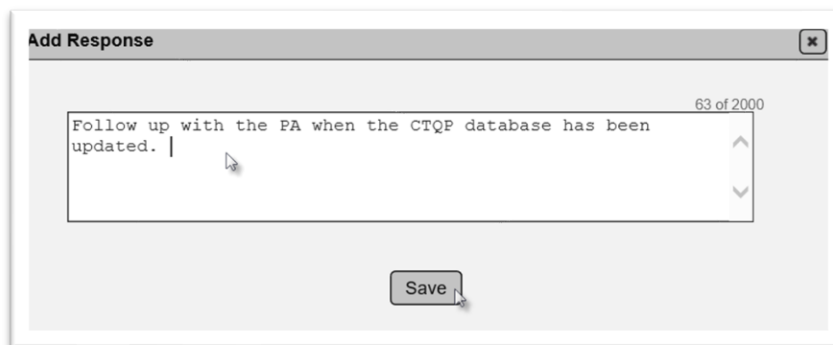 Add Response
63 of 2000
Follow up with the PA when the CTQP database has been
updated.
Save